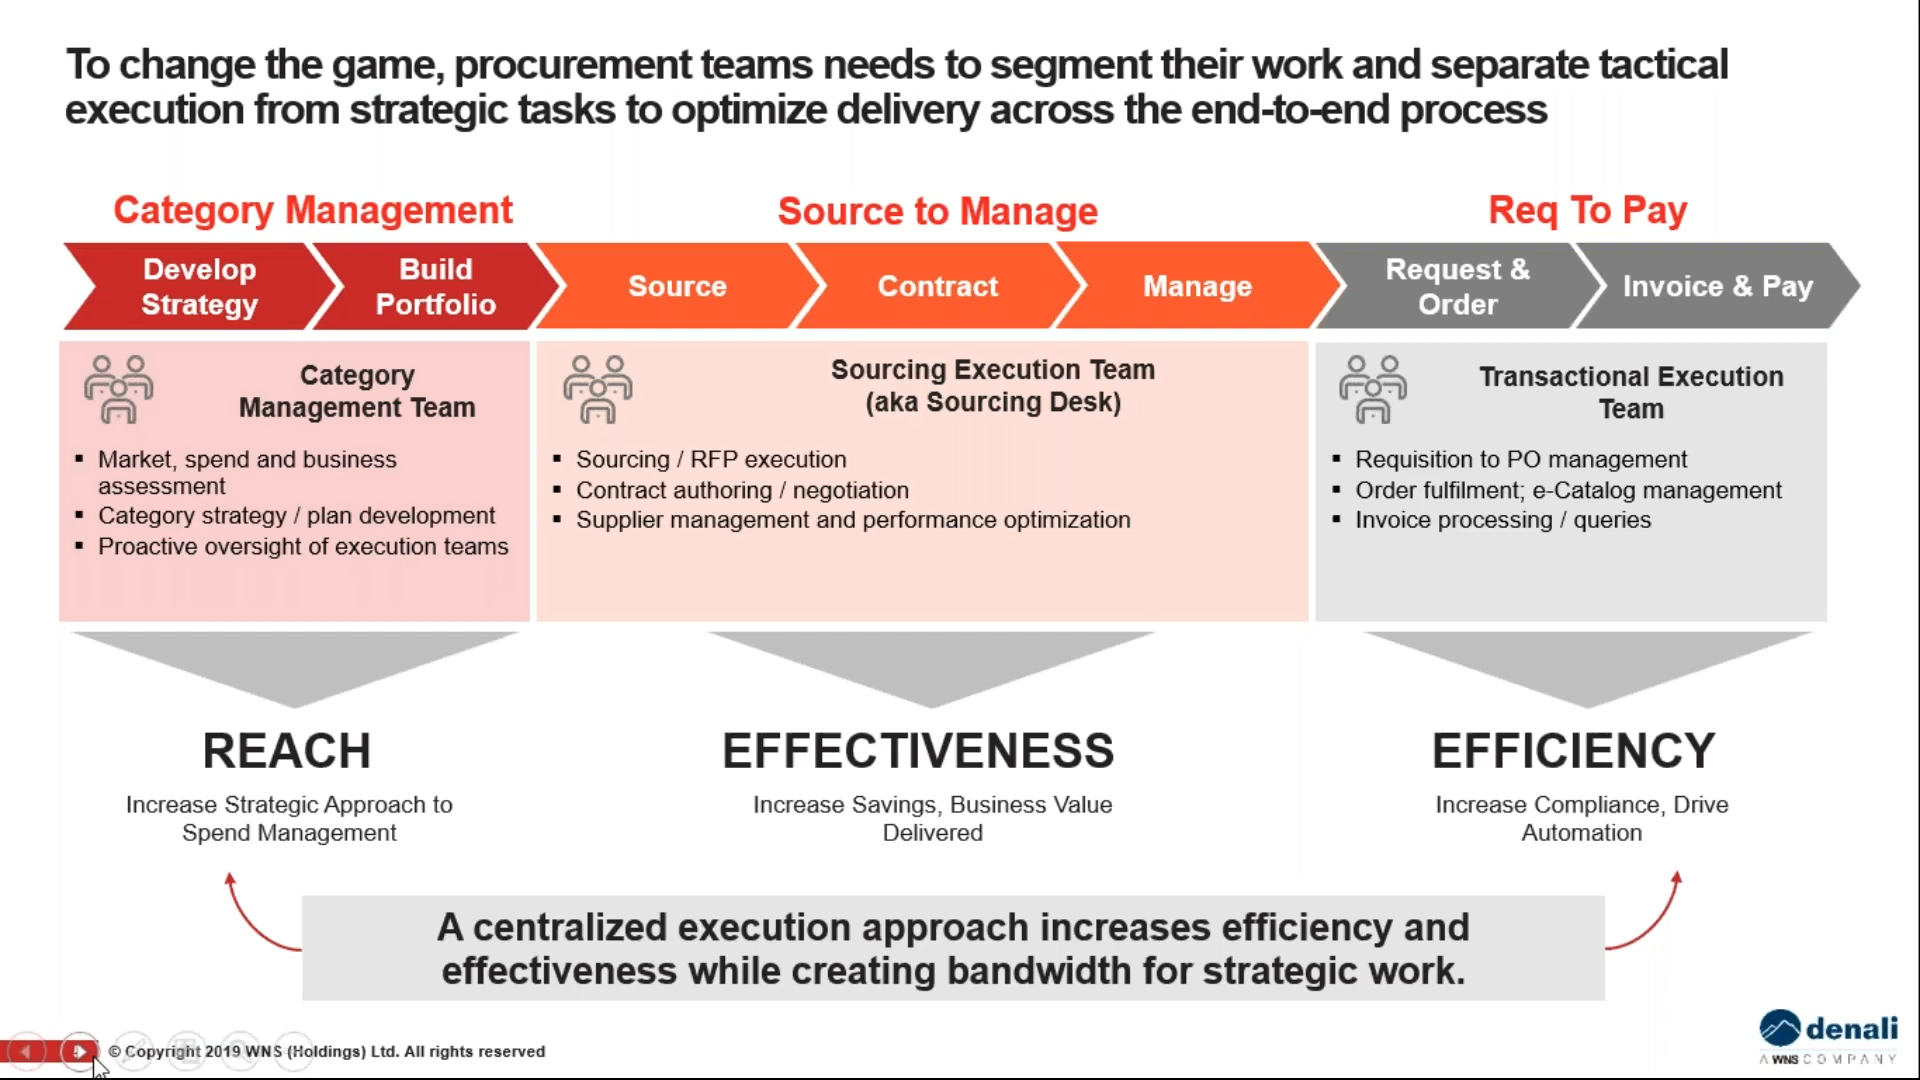 To change the game, procurement teams needs to segment their work and separate tactical
execution from strategic tasks to optimize delivery across the end-to-end process
Category Management
Source to Manage
Req To Pay
Develop
Strategy
Build
Portfolio
Source
Contract
Manage
Request &
Order
Invoice & Pay
Category
Management Team
▪ Market, spend and business
assessment
▪ Category strategy / plan development
▪ Proactive oversight of execution teams
Sourcing Execution Team
(aka Sourcing Desk)
▪ Sourcing / RFP execution
▪ Contract authoring / negotiation
▪ Supplier management and performance optimization
Transactional Execution
Team
▪ Requisition to PO management
▪ Order fulfilment; e-Catalog management
▪ Invoice processing / queries
REACH
Increase Strategic Approach to
Spend Management
EFFECTIVENESS
Increase Savings, Business Value
Delivered
EFFICIENCY
Increase Compliance, Drive
Automation
A centralized execution approach increases efficiency and
effectiveness while creating bandwidth for strategic work.
© Copyright 2019 WNS (Holdings) Ltd. All rights reserved
denali
A WNS COMPANY